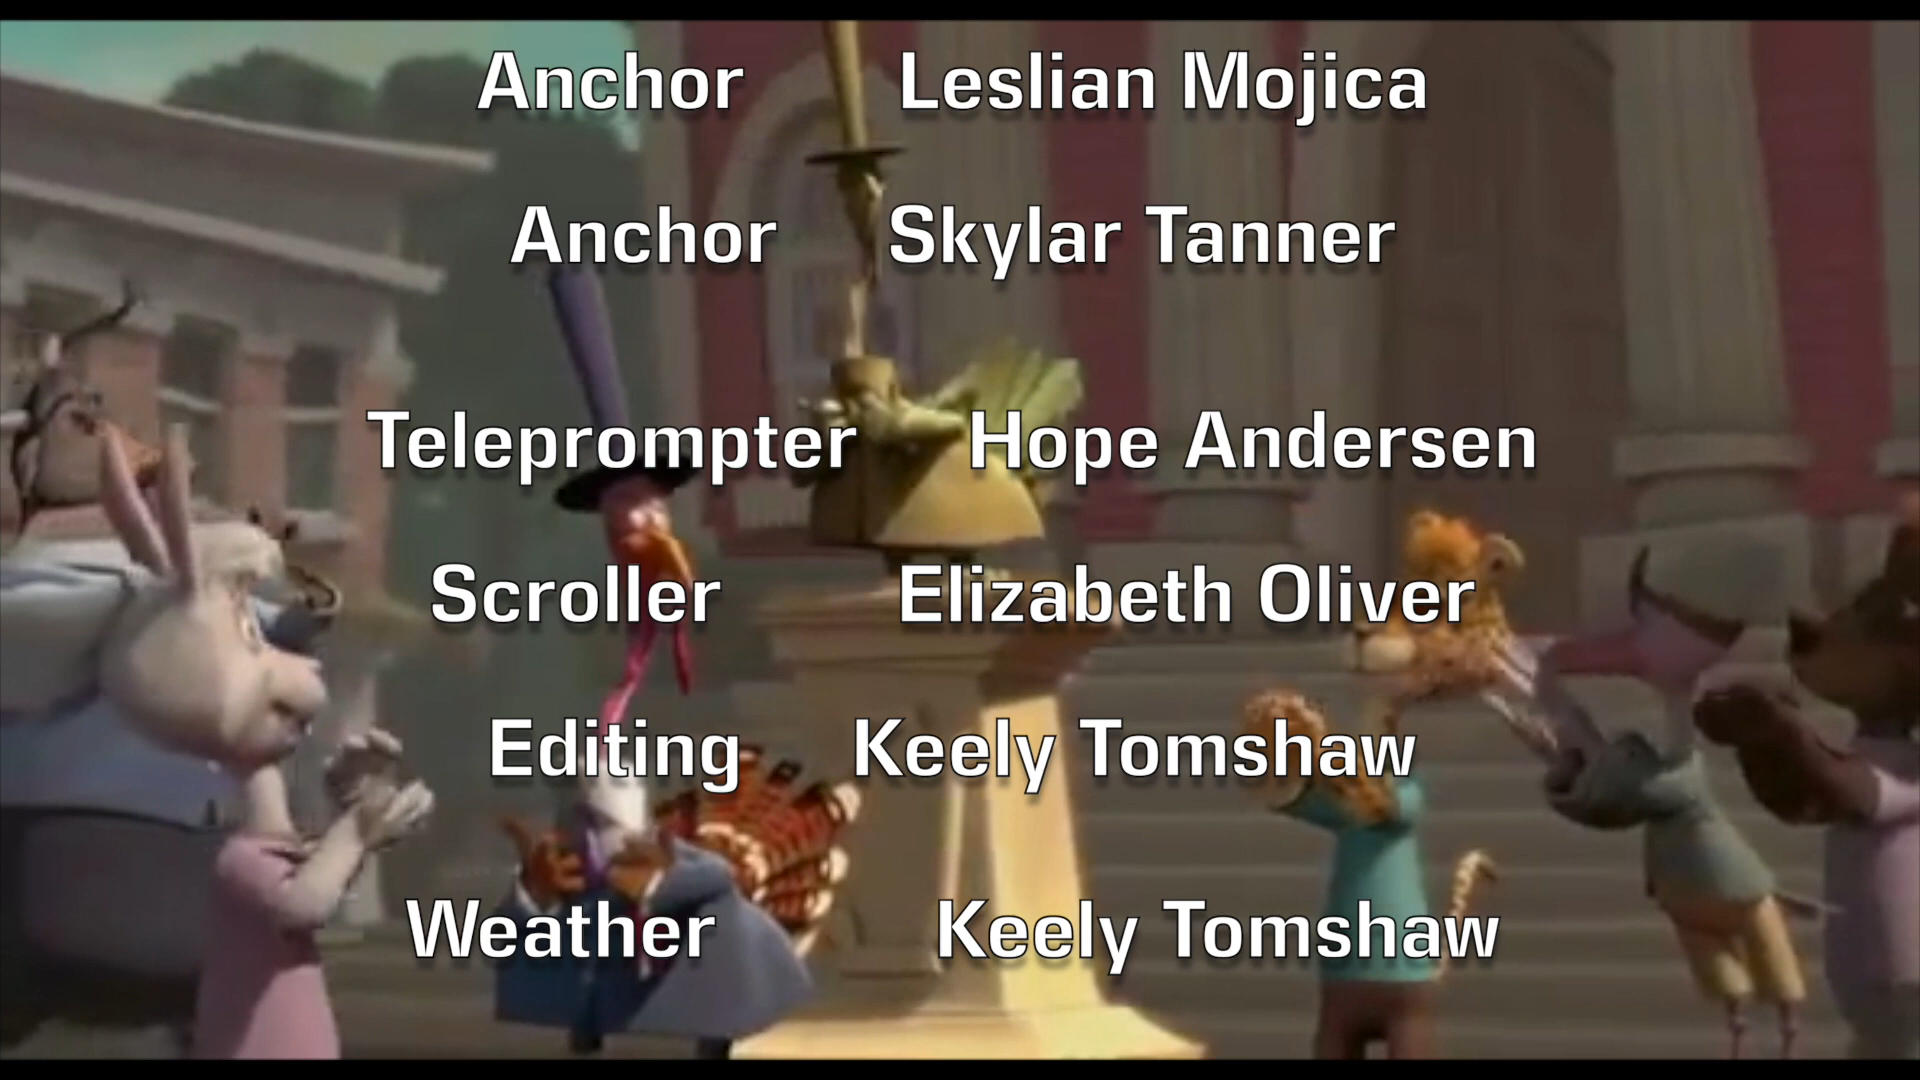 Anchor Leslian Mojica
Anchor Skylar Tanner
Teleprompter Hope Andersen
Scroller Elizabeth Oliver
Editing Keely Tomshaw
Weather Keely Tomshaw